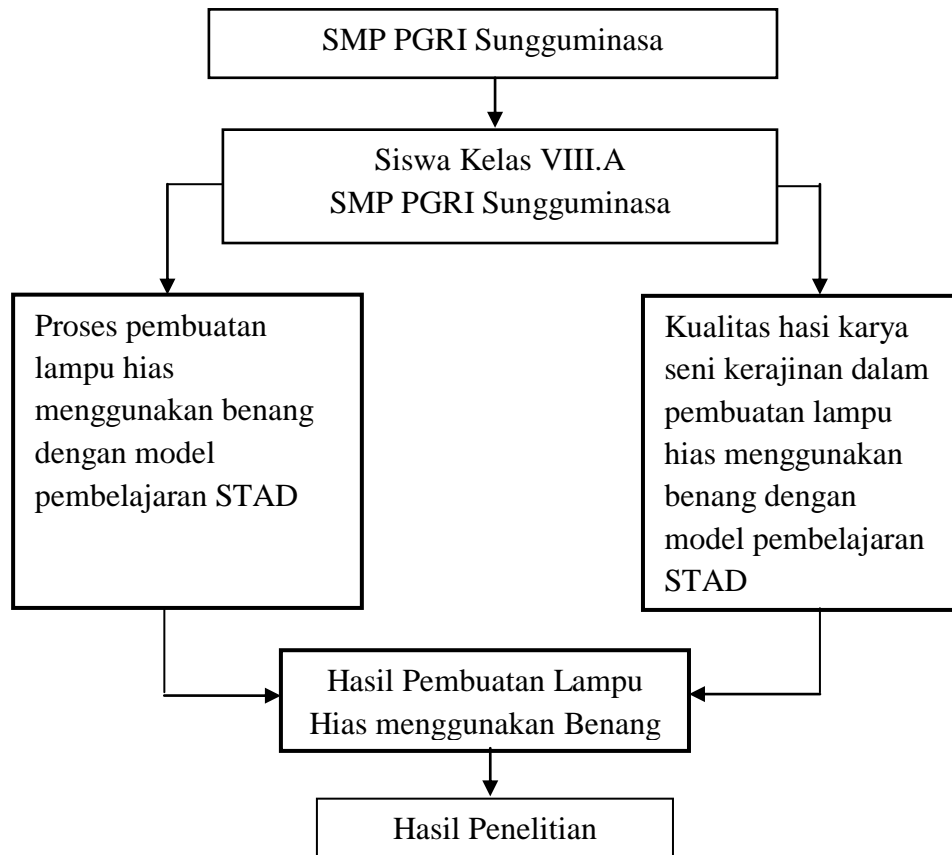 SMP PGRI Sungguminasa
Siswa Kelas VIII.A
SMP PGRI Sungguminasa
Proses pembuatan
lampu hias
menggunakan benang
dengan model
pembelajaran STAD
Kualitas hasi karya
seni kerajinan dalam
pembuatan lampu
hias menggunakan
benang dengan
model pembelajaran
STAD
Hasil Pembuatan Lampu
Hias menggunakan Benang
Hasil Penelitian